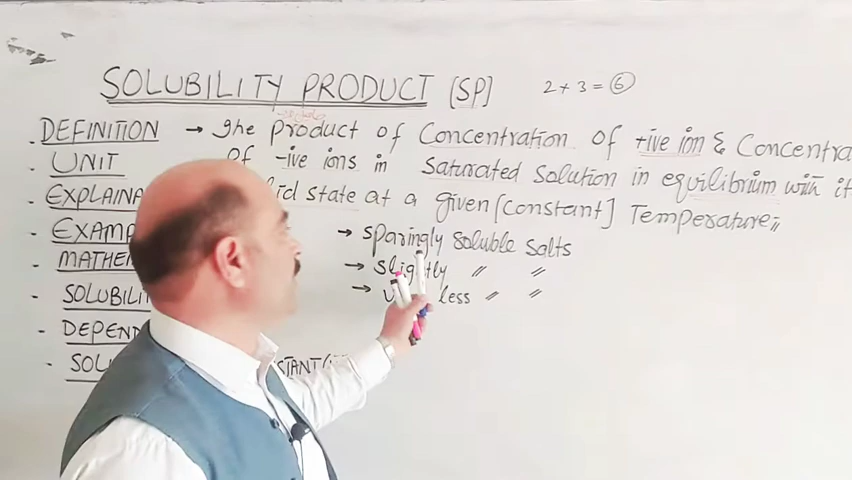 SOLUBILITY PRODUCT [SP] 2 + 3 = 6
DEFINITION → The product of Concentration of +ive ion & Concentra
UNIT of -ive ions in saturated solution in equilibrium with it
EXPLAINA solid state at a given [constant] Temperature,,
EXAMP → sparingly soluble salts
MATHE → slightly " "
SOLUBILI → less " "
DEPEND
SOL STANT